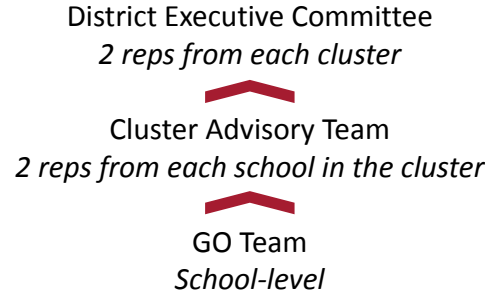 District Executive Committee
2 reps from each cluster
Cluster Advisory Team
2 reps from each school in the cluster
GO Team
School-level